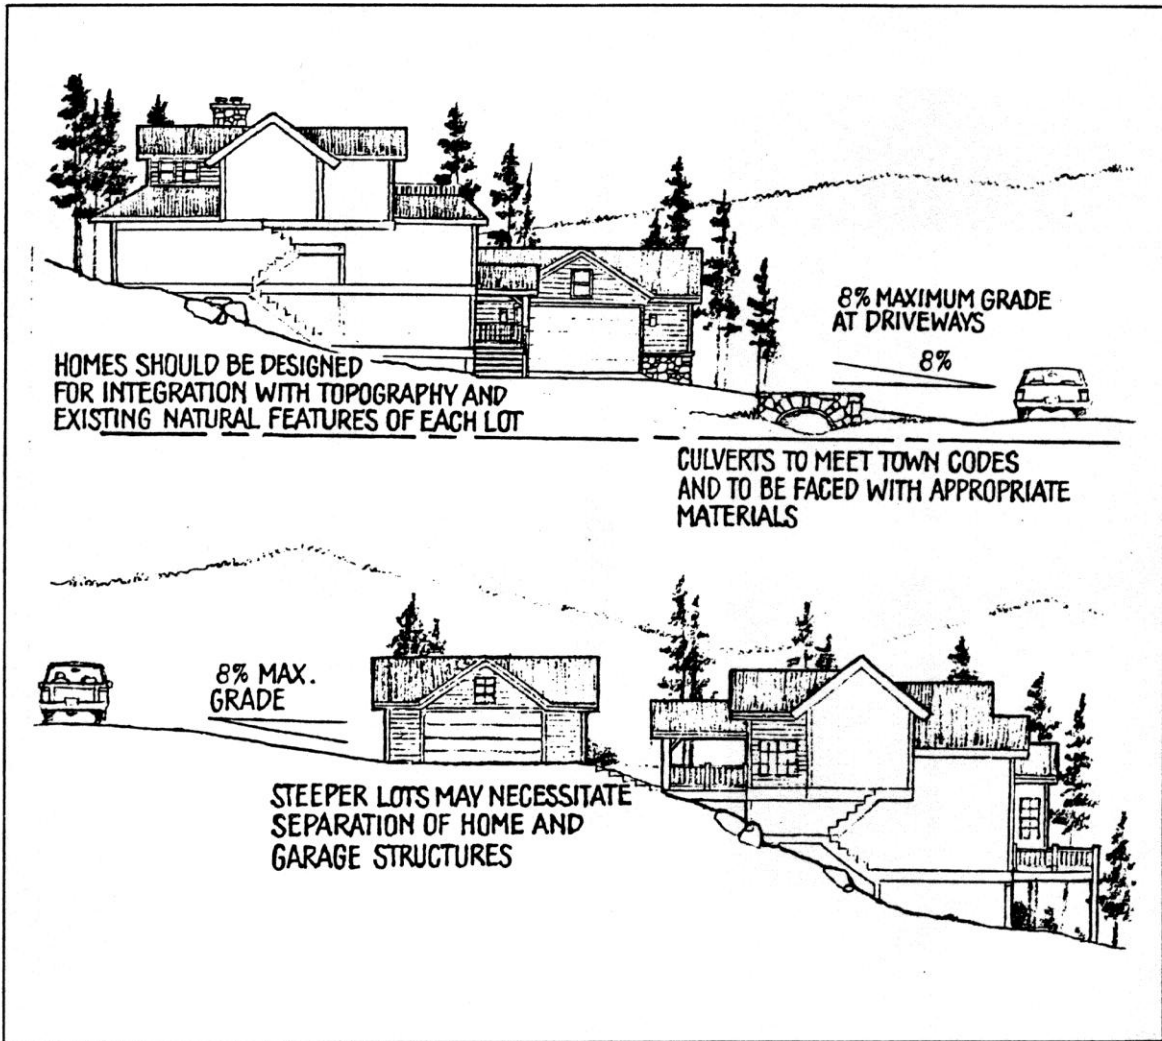 8% MAXIMUM GRADE
AT DRIVEWAYS
8%
HOMES SHOULD BE DESIGNED
FOR INTEGRATION WITH TOPOGRAPHY AND
EXISTING NATURAL FEATURES OF EACH LOT
CULVERTS TO MEET TOWN CODES
AND TO BE FACED WITH APPROPRIATE
MATERIALS
8% MAX.
GRADE
STEEPER LOTS MAY NECESSITATE
SEPARATION OF HOME AND
GARAGE STRUCTURES